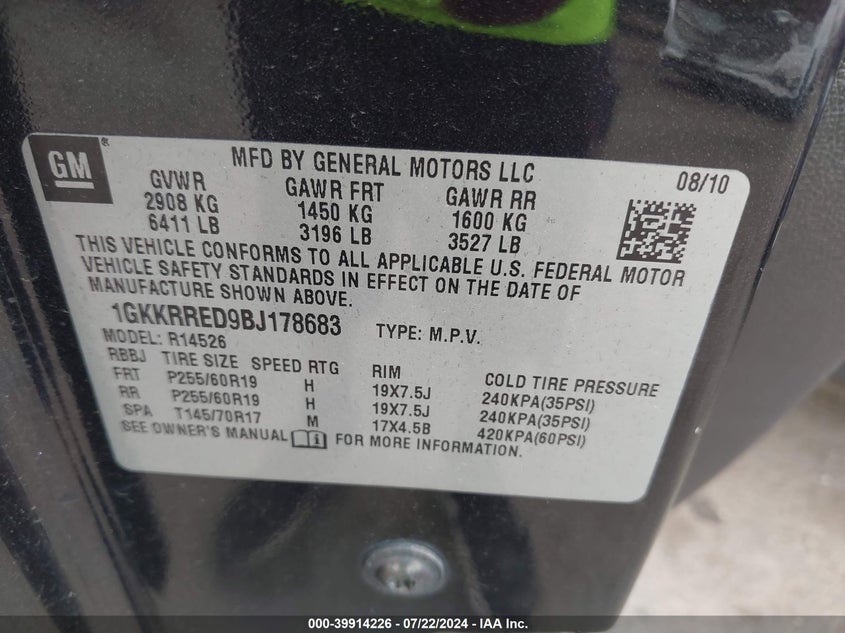 GM ®
MFD BY GENERAL MOTORS LLC 08/10
GVWR GAWR FRT GAWR RR
2908 KG 1450 KG 1600 KG
6411 LB 3196 LB 3527 LB
THIS VEHICLE CONFORMS TO ALL APPLICABLE U.S. FEDERAL MOTOR
VEHICLE SAFETY STANDARDS IN EFFECT ON THE DATE OF
MANUFACTURE SHOWN ABOVE.
1GKKRRED9BJ178683 TYPE: M.P.V.
MODEL: R14526
RBBJ TIRE SIZE SPEED RTG RIM COLD TIRE PRESSURE
FRT P255/60R19 H 19X7.5J 240KPA(35PSI)
RR P255/60R19 H 19X7.5J 240KPA(35PSI)
SPA T145/70R17 M 17X4.5B 420KPA(60PSI)
SEE OWNER'S MANUAL FOR MORE INFORMATION.
000-39914226 - 07/22/2024 - Copyright IAA, Inc.